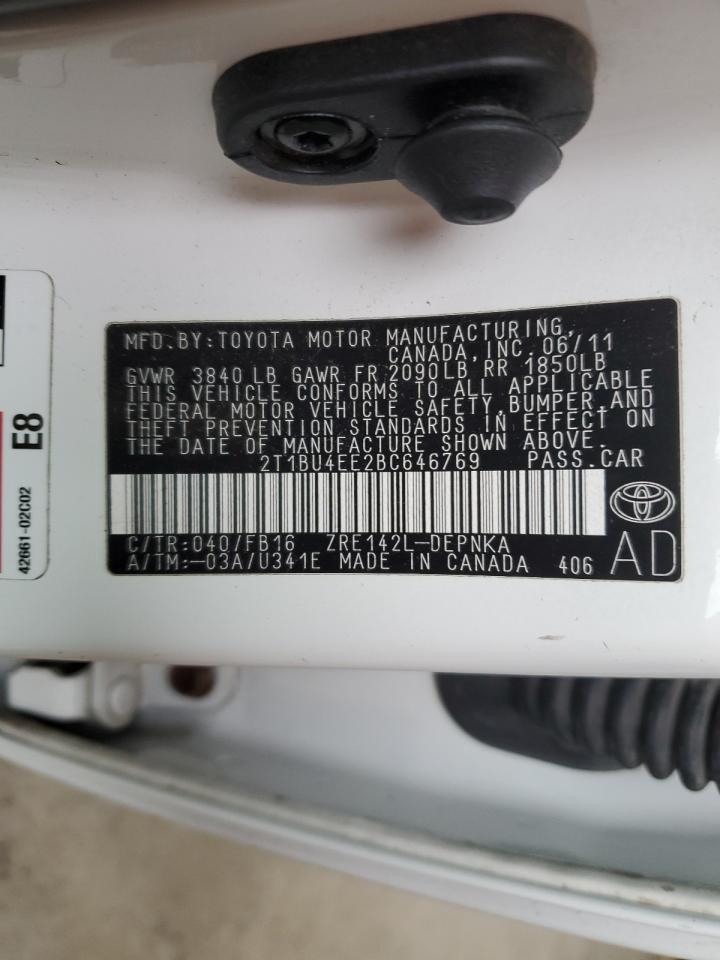 MFD.BY:TOYOTA MOTOR MANUFACTURING,
CANADA,INC. 06/11
GVWR 3840 LB GAWR FR 2090LB RR 1850LB
THIS VEHICLE CONFORMS TO ALL APPLICABLE
FEDERAL MOTOR VEHICLE SAFETY,BUMPER,AND
THEFT PREVENTION STANDARDS IN EFFECT ON
THE DATE OF MANUFACTURE SHOWN ABOVE.
2T1BU4EE2BC646769 PASS.CAR
C/TR:040/FB16 ZRE142L-DEPNKA
A/TM:-03A/U341E MADE IN CANADA 406
AD
E8
42661-02C02